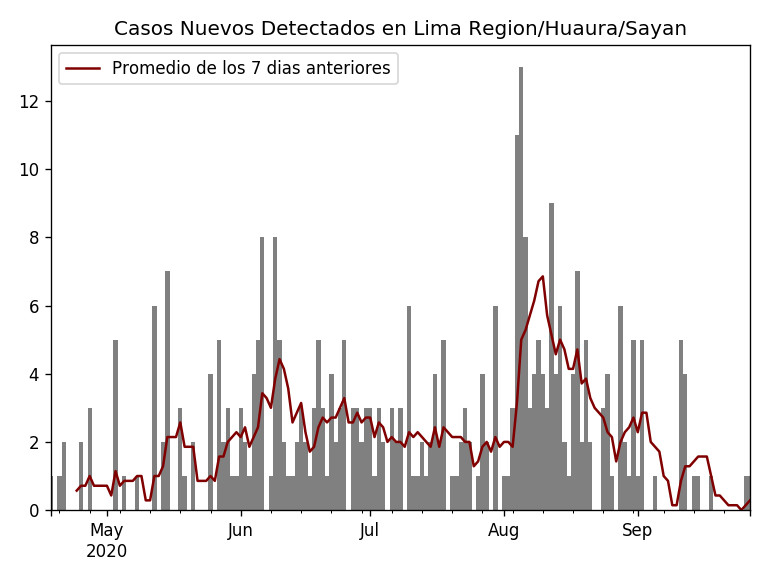 Casos Nuevos Detectados en Lima Region/Huaura/Sayan
Promedio de los 7 dias anteriores
12
10
8
6
4
2
0
May Jun Jul Aug Sep
2020